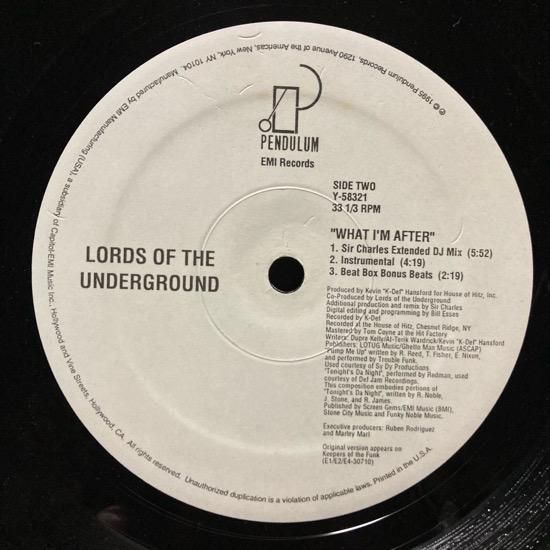 ℗ 1995 Pendulum Records, 1290 Avenue of the Americas, New York, NY 10104. Manufactured by EMI Manufacturing (USA), a subsidiary of Capitol-EMI Music Inc., Hollywood and Vine Streets, Hollywood, CA. All rights reserved. Unauthorized duplication is a violation of applicable laws. Printed in the U.S.A.
PENDULUM
EMI Records
SIDE TWO
Y-58321
33 1/3 RPM
LORDS OF THE
UNDERGROUND
"WHAT I'M AFTER"
1. Sir Charles Extended DJ Mix (5:52)
2. Instrumental (4:19)
3. Beat Box Bonus Beats (2:19)
Produced by Kevin "K-Def" Hansford for House of Hitz, Inc.
Co-Produced by Lords of the Underground
Additional production and remix by Sir Charles
Digital editing and programming by Bill Esses
Recorded by K-Def
Recorded at the House of Hitz, Chesnut Ridge, NY
Mastered by Tom Coyne at the Hit Factory
Writers: Dupre Kelly/Al-Terik Wardrick/Kevin "K-Def" Hansford
Publishers: LOTUG Music/Ghetto Man Music (ASCAP)
"Pump Me Up" written by R. Reed, T. Fisher, E. Nixon,
and performed by Trouble Funk.
Used courtesy of Sy Dy Productions
"Tonight's Da Night", performed by Redman, used
courtesy of Def Jam Recordings.
This composition embodies portions of
"Tonight's Da Night", written by R. Noble,
J. Stone, and R. James.
Published by Screen Gems/EMI Music (BMI),
Stone City Music and Funky Noble Music.
Executive producers: Ruben Rodriguez
and Marley Marl
Original version appears on
Keepers of the Funk
(E1/E2/E4-30710)